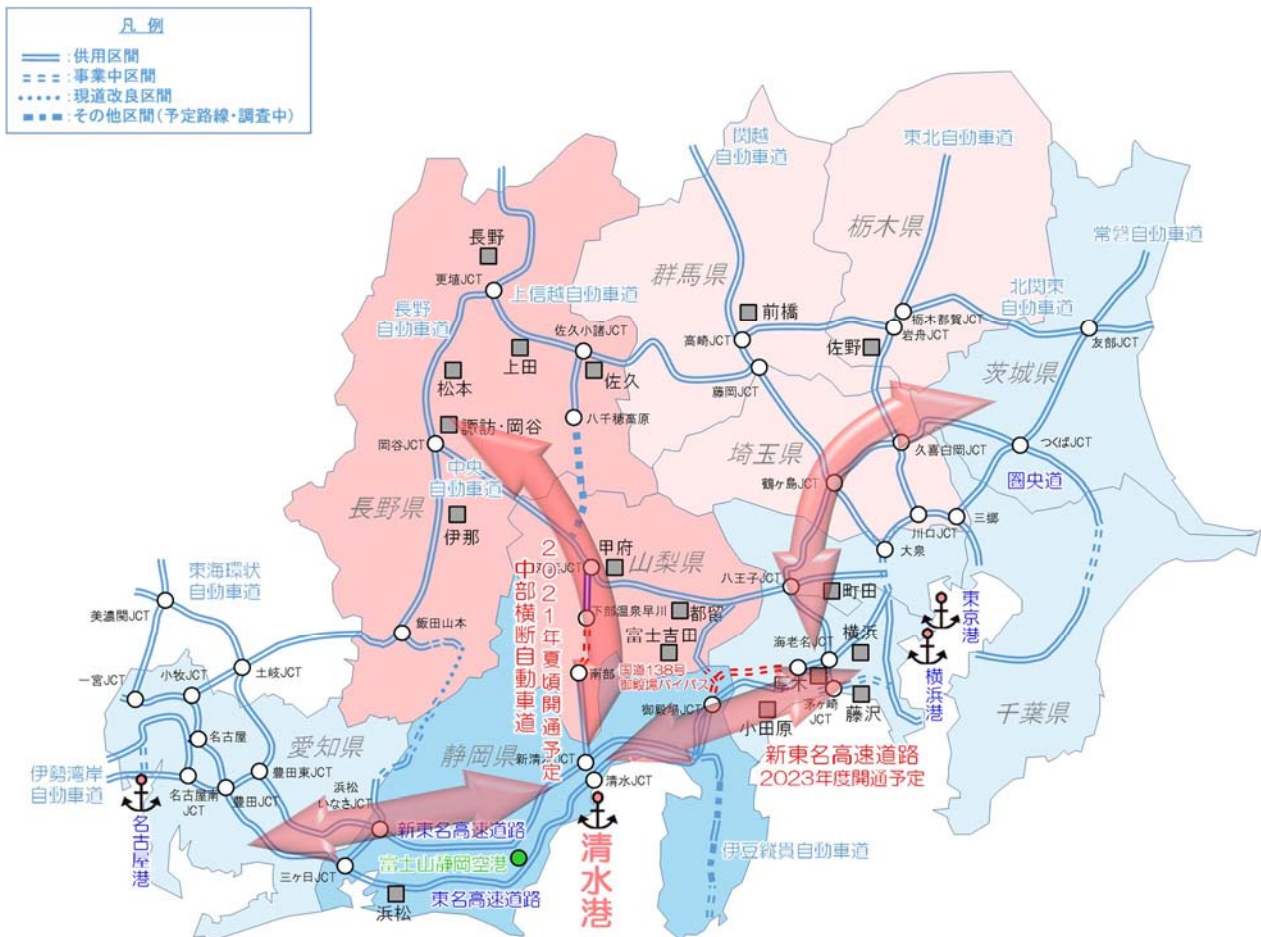 凡例
:供用区間
:事業中区間
:現道改良区間
:その他区間(予定路線・調査中)
関越
自動車道
東北自動車道
常磐自動車道
北関東
自動車道
上信越自動車道
長野
自動車道
中央
自動車道
東海環状
自動車道
伊勢湾岸
自動車道
伊豆縦貫自動車道
圏央道
長野県
群馬県
栃木県
茨城県
埼玉県
山梨県
千葉県
静岡県
愛知県
長野
更埴JCT
上田
松本
佐久小諸JCT
佐久
八千穂高原
諏訪・岡谷
岡谷JCT
伊那
飯田山本
前橋
高崎JCT
藤岡JCT
栃木都賀JCT
岩舟JCT
佐野
友部JCT
久喜白岡JCT
つくばJCT
鶴ヶ島JCT
川口JCT
三郷
大泉
八王子JCT
町田
海老名JCT
横浜
厚木
茅ヶ崎
JCT
藤沢
小田原
御殿場JCT
甲府
下部温泉早川
南部
都留
富士吉田
国道138号
御殿場バイパス
2021年夏頃開通予定
中部横断自動車道
新東名高速道路
2023年度開通予定
新清水JCT
清水JCT
清水港
東京港
横浜港
名古屋港
美濃関JCT
一宮JCT
小牧JCT
土岐JCT
名古屋
名古屋南
JCT
豊田JCT
豊田東JCT
浜松
いなさJCT
三ヶ日JCT
浜松
新東名高速道路
富士山静岡空港
東名高速道路